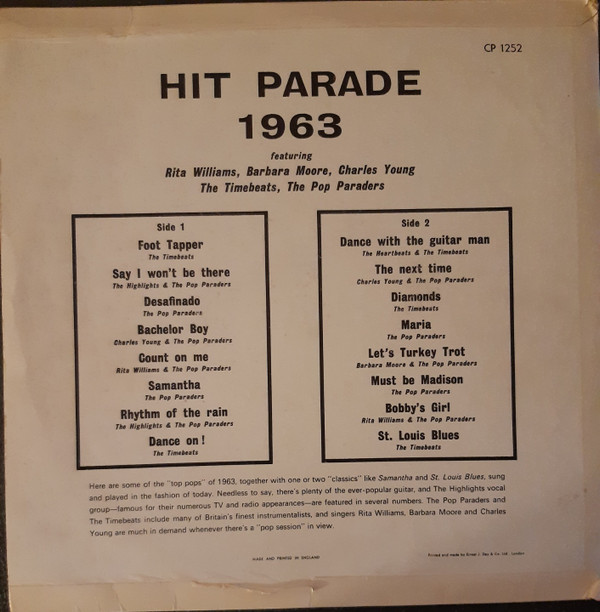 CP 1252
HIT PARADE
1963
featuring
Rita Williams, Barbara Moore, Charles Young
The Timebeats, The Pop Paraders
Side 1
Foot Tapper
The Timebeats
Say I won't be there
The Highlights & The Pop Paraders
Desafinado
The Pop Paraders
Bachelor Boy
Charles Young & The Pop Paraders
Count on me
Rita Williams & The Pop Paraders
Samantha
The Pop Paraders
Rhythm of the rain
The Highlights & The Pop Paraders
Dance on!
The Timebeats
Side 2
Dance with the guitar man
The Heartbeats & The Timebeats
The next time
Charles Young & The Pop Paraders
Diamonds
The Timebeats
Maria
The Pop Paraders
Let's Turkey Trot
Barbara Moore & The Pop Paraders
Must be Madison
The Pop Paraders
Bobby's Girl
Rita Williams & The Pop Paraders
St. Louis Blues
The Timebeats
Here are some of the "top pops" of 1963, together with one or two "classics" like Samantha and St. Louis Blues, sung
and played in the fashion of today. Needless to say, there's plenty of the ever-popular guitar, and The Highlights vocal
group—famous for their numerous TV and radio appearances—are featured in several numbers. The Pop Paraders and
The Timebeats include many of Britain's finest instrumentalists, and singers Rita Williams, Barbara Moore and Charles
Young are much in demand whenever there's a "pop session" in view.
MADE AND PRINTED IN ENGLAND
Printed and made by Ernest J. Day & Co. Ltd. London